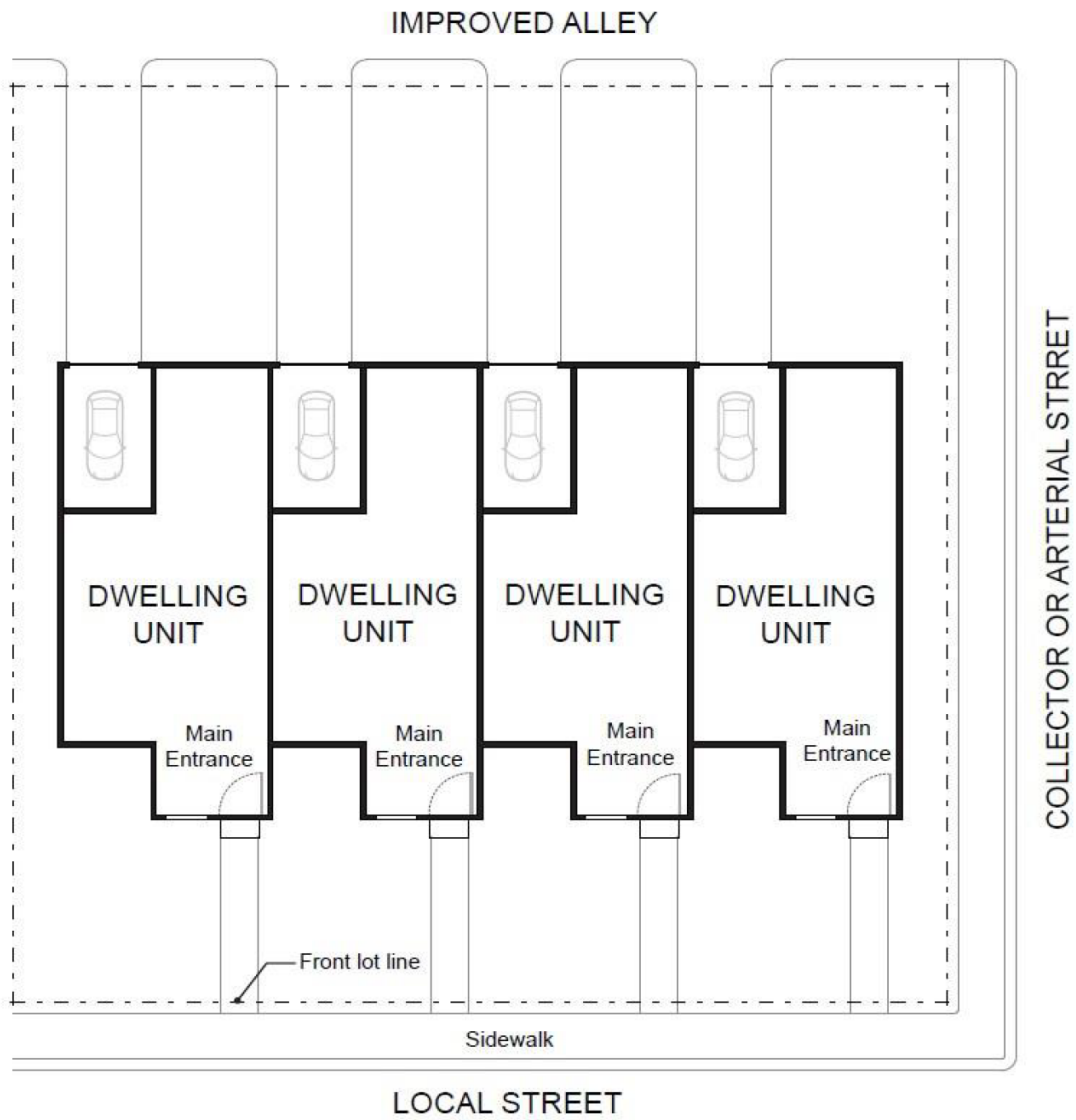 IMPROVED ALLEY
DWELLING
UNIT
DWELLING
UNIT
DWELLING
UNIT
DWELLING
UNIT
Main
Entrance
Main
Entrance
Main
Entrance
Main
Entrance
Front lot line
Sidewalk
LOCAL STREET
COLLECTOR OR ARTERIAL STRRET